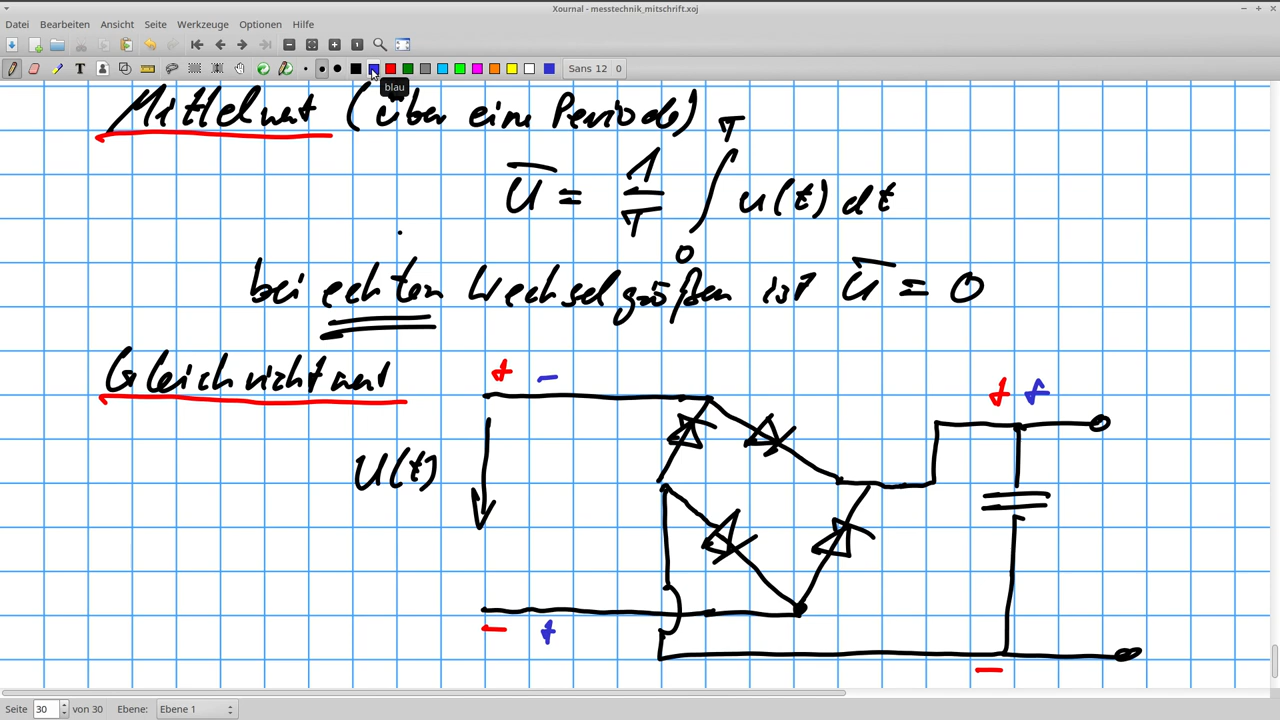 Xournal - messtechnik_mitschrift.xoj
Datei Bearbeiten Ansicht Seite Werkzeuge Optionen Hilfe
Sans 12 0
blau
Mittelwert (über eine Periode)
T
U = 1/T ∫ u(t) dt
0
bei echten Wechselgrößen ist U = 0
Gleichrichtwert
+ - + +
U(t)
- +
-
Seite 30 von 30 Ebene: Ebene 1